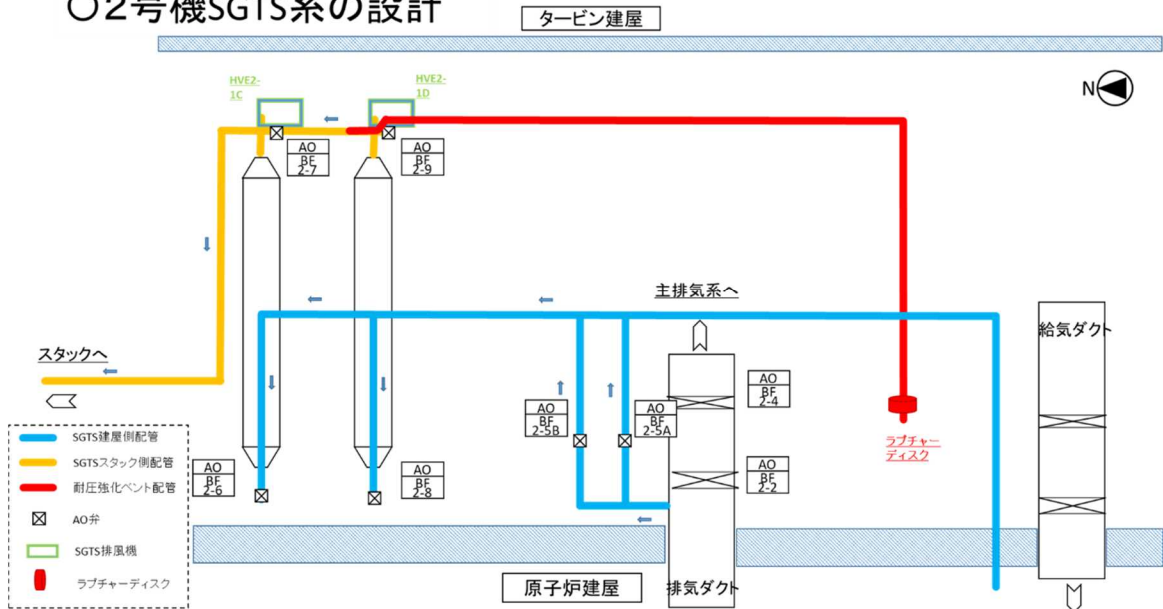 ○2号機SGTS系の設計
タービン建屋
HVE2-
1C
HVE2-
1D
N
AO
BF
2-7
AO
BF
2-9
主排気系へ
給気ダクト
スタックへ
AO
BF
2-4
AO
BF
2-5B
AO
BF
2-5A
ラプチャー
ディスク
AO
BF
2-6
AO
BF
2-8
AO
BF
2-2
SGTS建屋側配管
SGTSスタック側配管
耐圧強化ベント配管
AO弁
SGTS排風機
ラプチャーディスク
原子炉建屋
排気ダクト